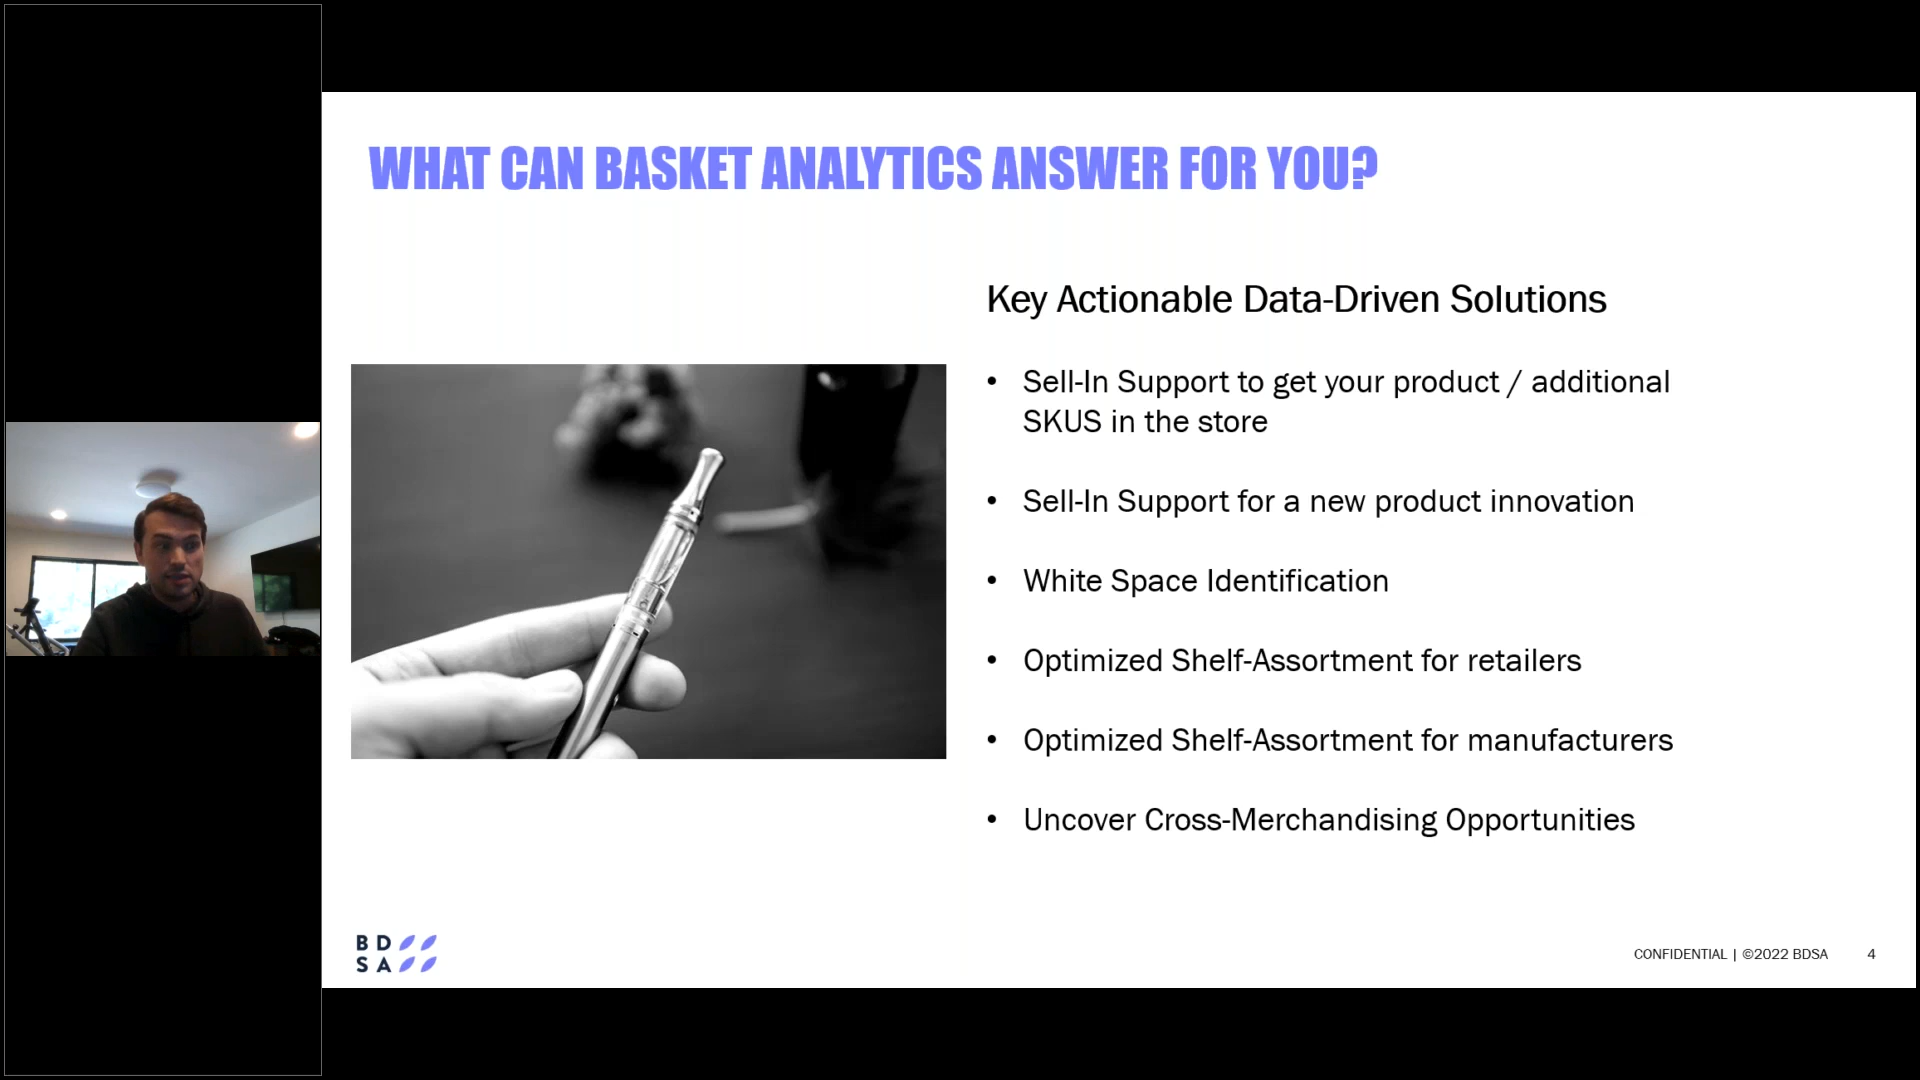 WHAT CAN BASKET ANALYTICS ANSWER FOR YOU?
Key Actionable Data-Driven Solutions
• Sell-In Support to get your product / additional
SKUS in the store
• Sell-In Support for a new product innovation
• White Space Identification
• Optimized Shelf-Assortment for retailers
• Optimized Shelf-Assortment for manufacturers
• Uncover Cross-Merchandising Opportunities
B D
S A
CONFIDENTIAL | ©2022 BDSA 4